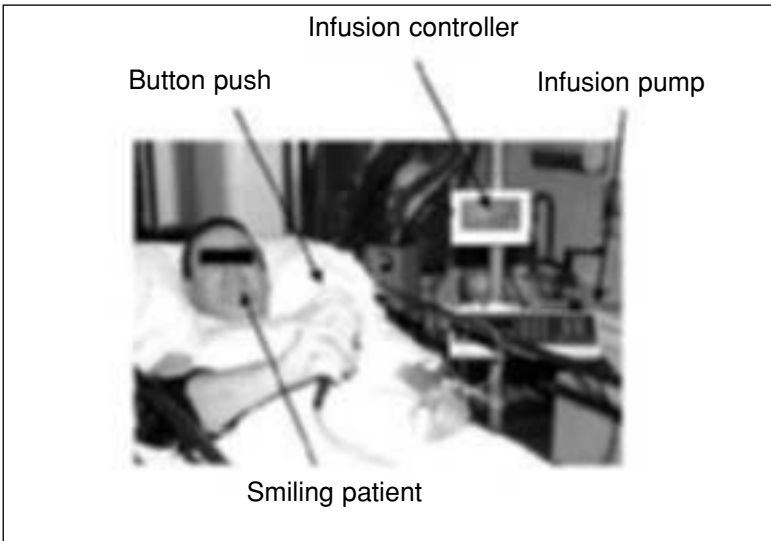 Infusion controller
Button push
Infusion pump
Smiling patient